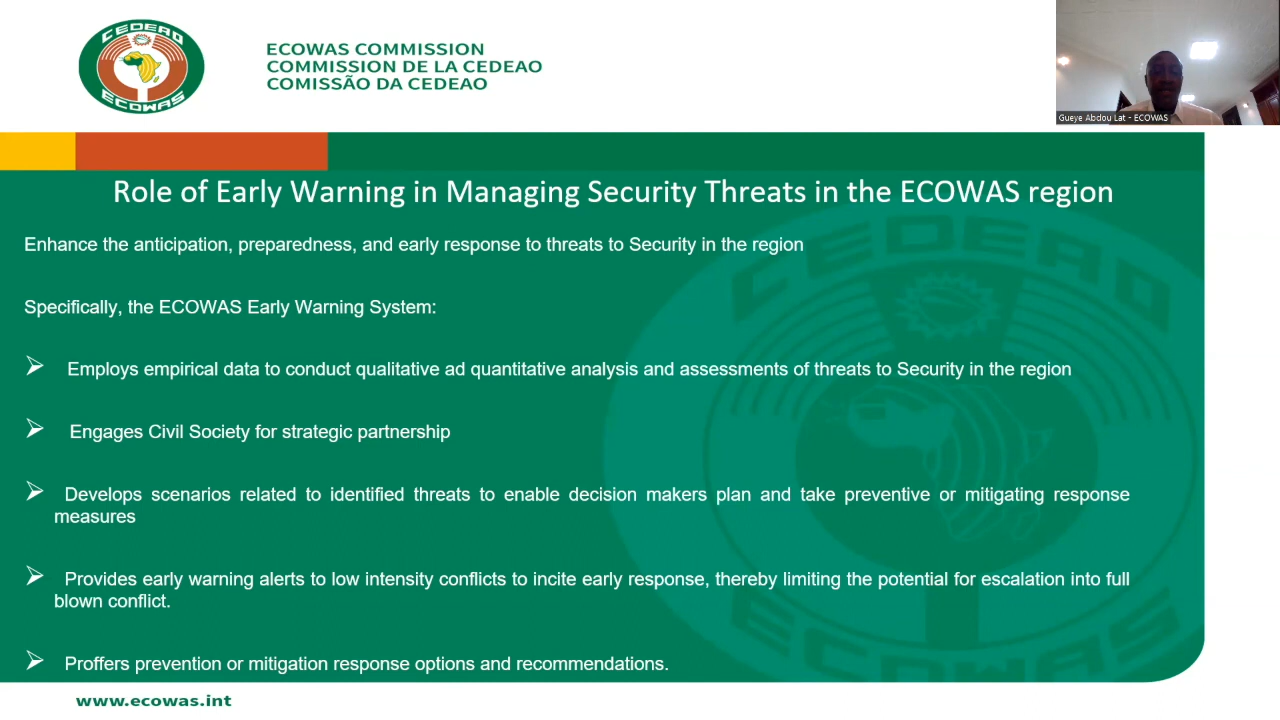 CEDEAO
ECOWAS
ECOWAS COMMISSION
COMMISSION DE LA CEDEAO
COMISSÃO DA CEDEAO
Gueye Abdou Lat - ECOWAS
Role of Early Warning in Managing Security Threats in the ECOWAS region
Enhance the anticipation, preparedness, and early response to threats to Security in the region
Specifically, the ECOWAS Early Warning System:
➢ Employs empirical data to conduct qualitative ad quantitative analysis and assessments of threats to Security in the region
➢ Engages Civil Society for strategic partnership
➢ Develops scenarios related to identified threats to enable decision makers plan and take preventive or mitigating response
measures
➢ Provides early warning alerts to low intensity conflicts to incite early response, thereby limiting the potential for escalation into full
blown conflict.
➢ Proffers prevention or mitigation response options and recommendations.
CEDEAO
ECOWAS
www.ecowas.int